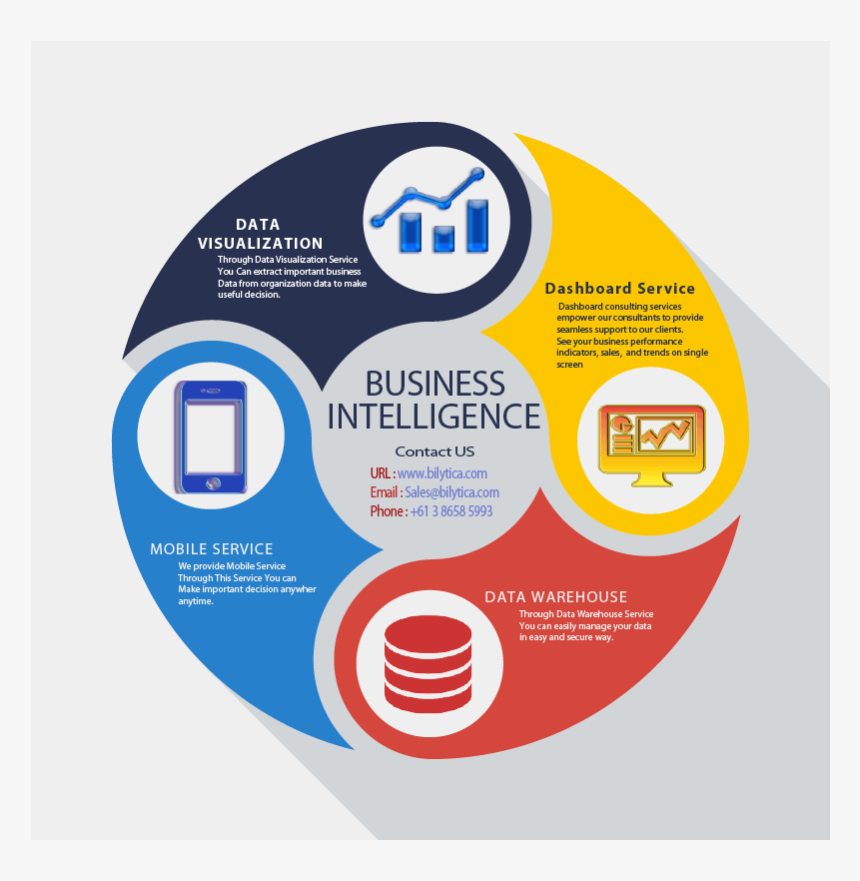 DATA
VISUALIZATION
Through Data Visualization Service
You Can extract important business
Data from organization data to make
useful decision.
Dashboard Service
Dashboard consulting services
empower our consultants to provide
seamless support to our clients.
See your business performance
indicators, sales, and trends on single
screen
BUSINESS
INTELLIGENCE
Contact US
URL : www.bilytica.com
Email : Sales@bilytica.com
Phone : +61 3 8658 5993
MOBILE SERVICE
We provide Mobile Service
Through This Service You can
Make important decision anywher
anytime.
DATA WAREHOUSE
Through Data Warehouse Service
You can easily manage your data
in easy and secure way.